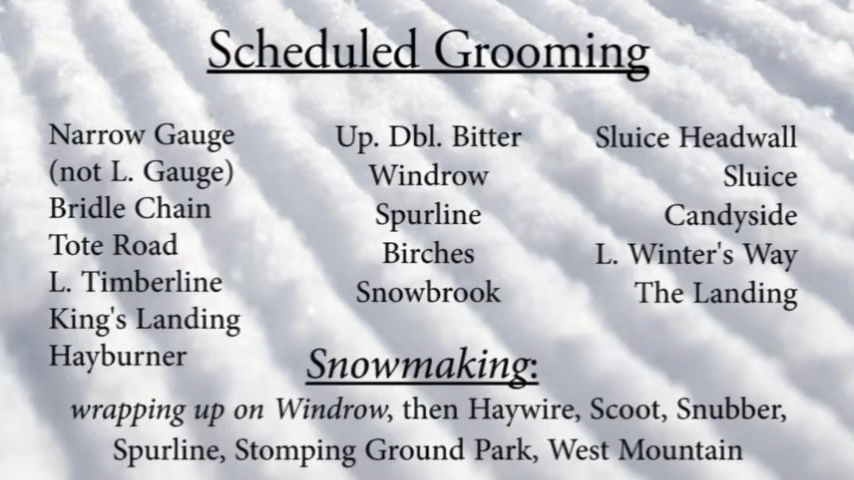 Scheduled Grooming
Narrow Gauge
(not L. Gauge)
Bridle Chain
Tote Road
L. Timberline
King's Landing
Hayburner
Up. Dbl. Bitter
Windrow
Spurline
Birches
Snowbrook
Sluice Headwall
Sluice
Candyside
L. Winter's Way
The Landing
Snowmaking:
wrapping up on Windrow, then Haywire, Scoot, Snubber,
Spurline, Stomping Ground Park, West Mountain